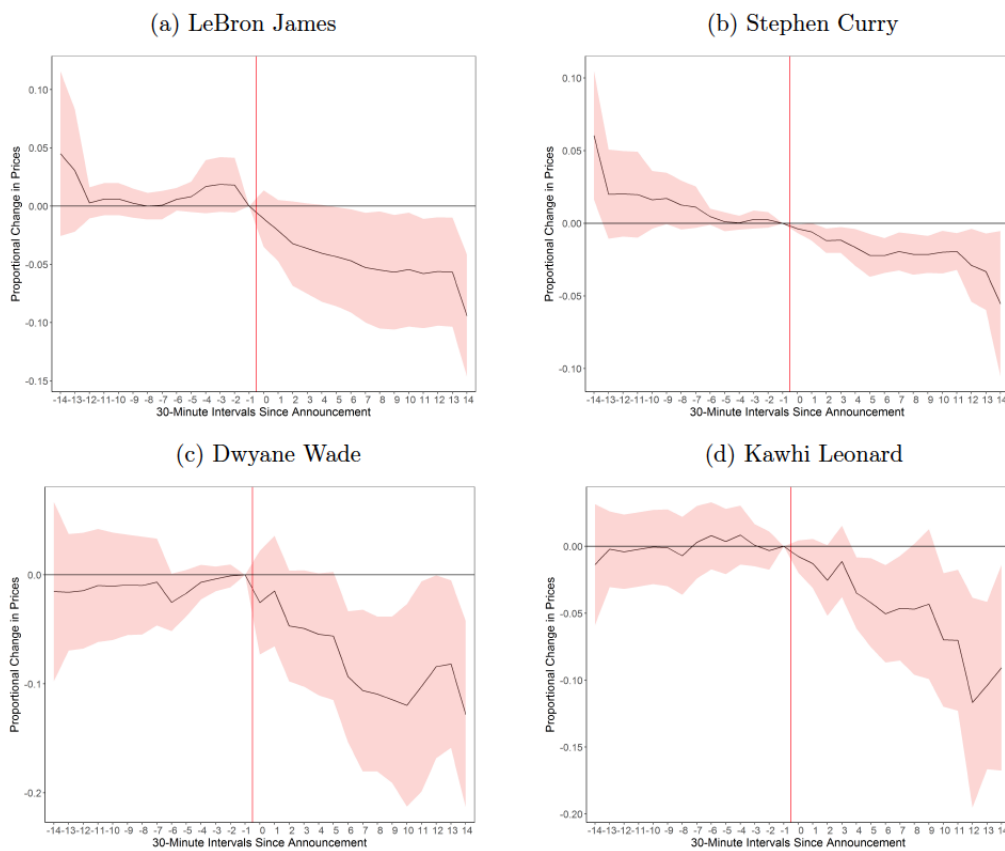 (a) LeBron James
(b) Stephen Curry
Proportional Change in Prices
0.10
0.05
0.00
-0.05
-0.10
-0.15
-14-13-12-11-10 -9 -8 -7 -6 -5 -4 -3 -2 -1 0 1 2 3 4 5 6 7 8 9 10 11 12 13 14
30-Minute Intervals Since Announcement
Proportional Change in Prices
0.10
0.05
0.00
-0.05
-0.10
-14-13-12-11-10 -9 -8 -7 -6 -5 -4 -3 -2 -1 0 1 2 3 4 5 6 7 8 9 10 11 12 13 14
30-Minute Intervals Since Announcement
(c) Dwyane Wade
(d) Kawhi Leonard
Proportional Change in Prices
0.0
-0.1
-0.2
-14-13-12-11-10 -9 -8 -7 -6 -5 -4 -3 -2 -1 0 1 2 3 4 5 6 7 8 9 10 11 12 13 14
30-Minute Intervals Since Announcement
Proportional Change in Prices
0.00
-0.05
-0.10
-0.15
-0.20
-14-13-12-11-10 -9 -8 -7 -6 -5 -4 -3 -2 -1 0 1 2 3 4 5 6 7 8 9 10 11 12 13 14
30-Minute Intervals Since Announcement